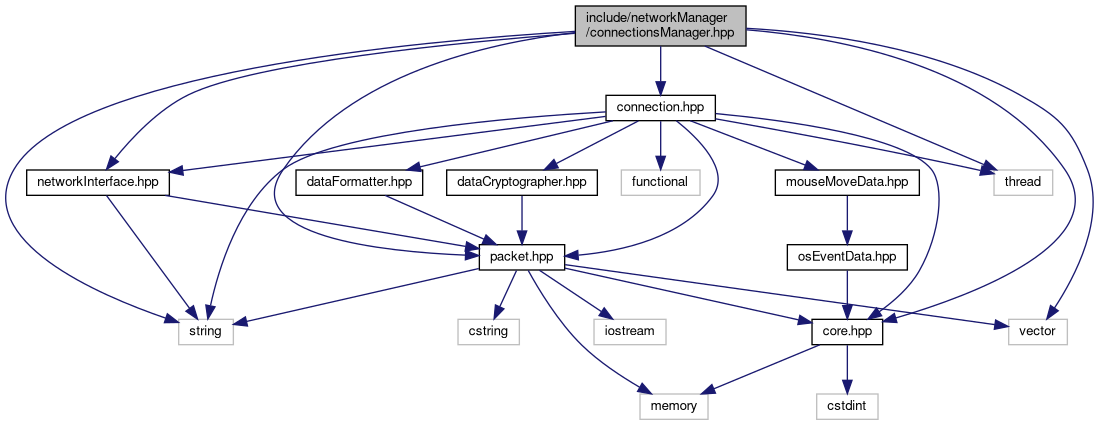 include/networkManager
/connectionsManager.hpp
connection.hpp
networkInterface.hpp
dataFormatter.hpp
dataCryptographer.hpp
functional
mouseMoveData.hpp
thread
packet.hpp
osEventData.hpp
string
cstring
iostream
core.hpp
vector
memory
cstdint